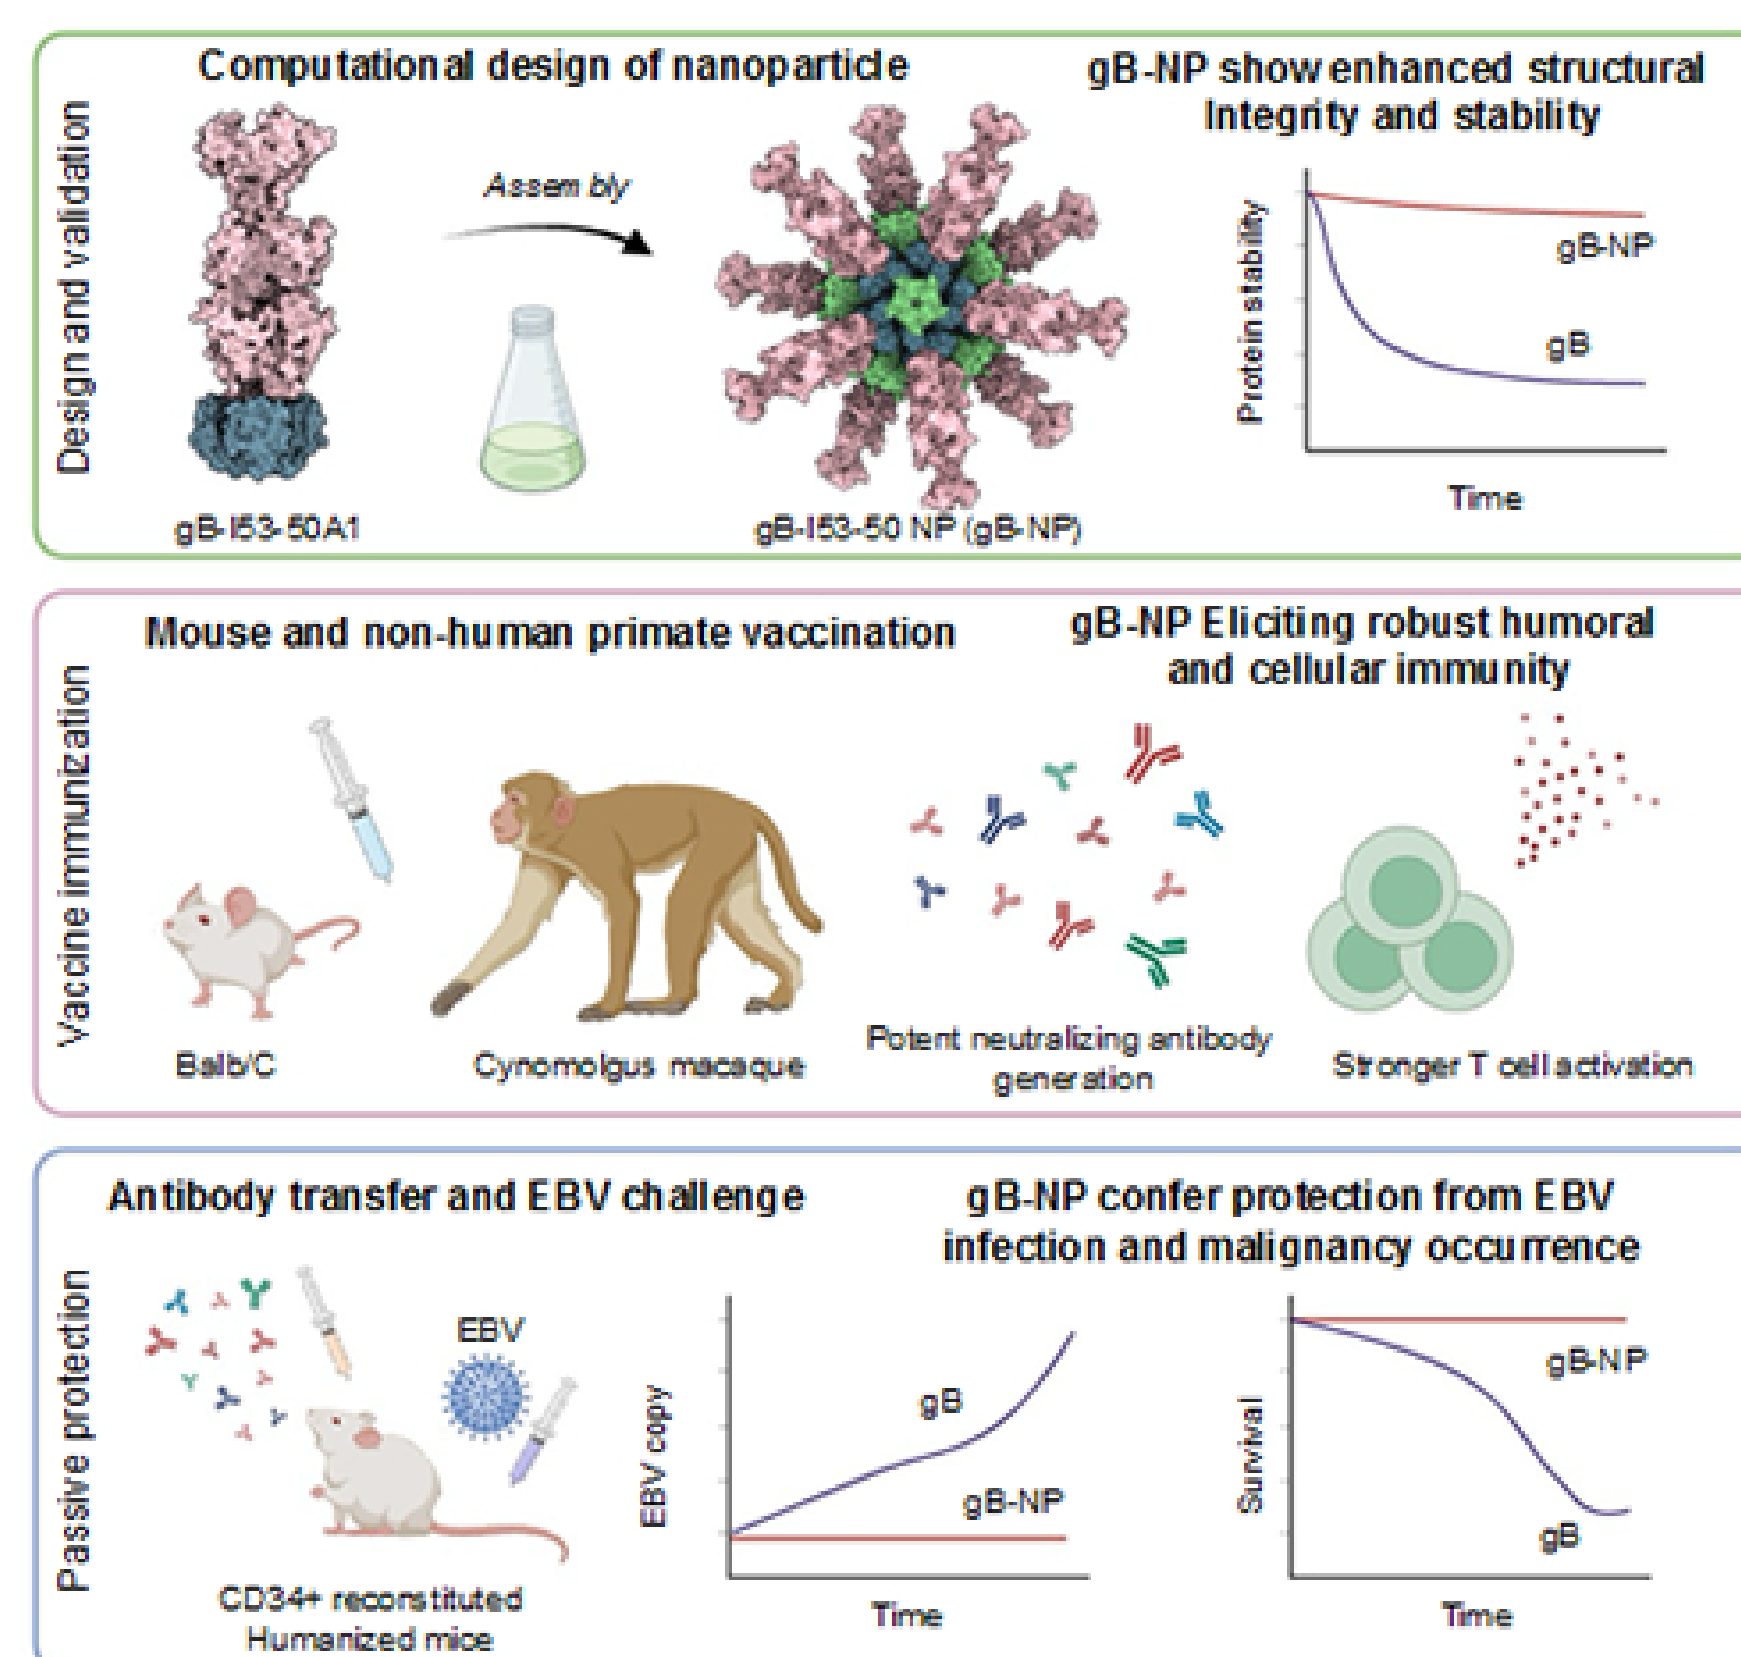 Design and validation
Computational design of nanoparticle
Assembly
gB-I53-50A1
gB-I53-50 NP (gB-NP)
gB-NP show enhanced structural
Integrity and stability
Protein stability
gB-NP
gB
Time
Vaccine immunization
Mouse and non-human primate vaccination
Balb/C
Cynomolgus macaque
gB-NP Eliciting robust humoral
and cellular immunity
Potent neutralizing antibody
generation
Stronger T cell activation
Passive protection
Antibody transfer and EBV challenge
EBV
CD34+ reconstituted
Humanized mice
gB-NP confer protection from EBV
infection and malignancy occurrence
EBV copy
gB
gB-NP
Time
Survival
gB-NP
gB
Time